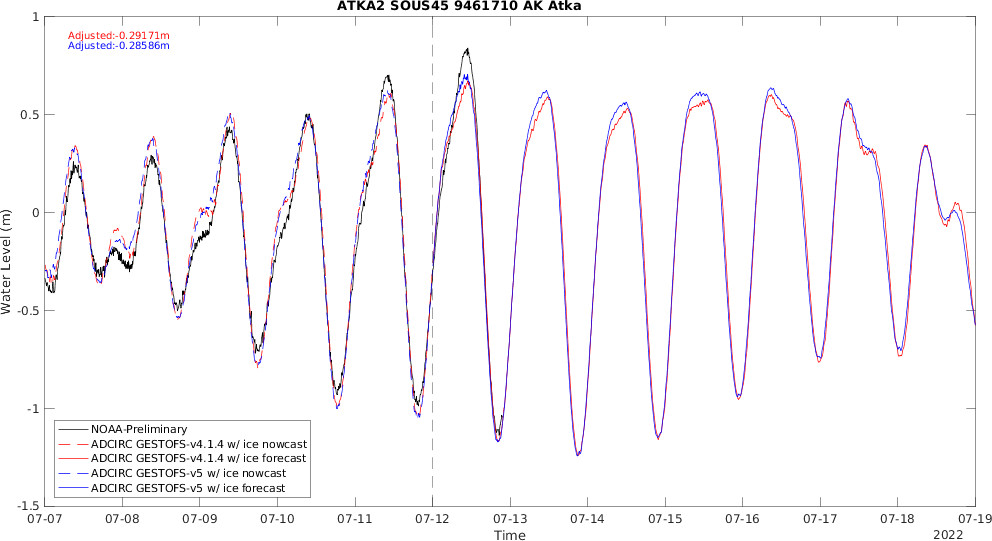 ATKA2 SOUS45 9461710 AK Atka
Adjusted:-0.29171m
Adjusted:-0.28586m
1
0.5
0
-0.5
-1
-1.5
Water Level (m)
NOAA-Preliminary
ADCIRC GESTOFS-v4.1.4 w/ ice nowcast
ADCIRC GESTOFS-v4.1.4 w/ ice forecast
ADCIRC GESTOFS-v5 w/ ice nowcast
ADCIRC GESTOFS-v5 w/ ice forecast
07-07 07-08 07-09 07-10 07-11 07-12 07-13 07-14 07-15 07-16 07-17 07-18 07-19
Time
2022